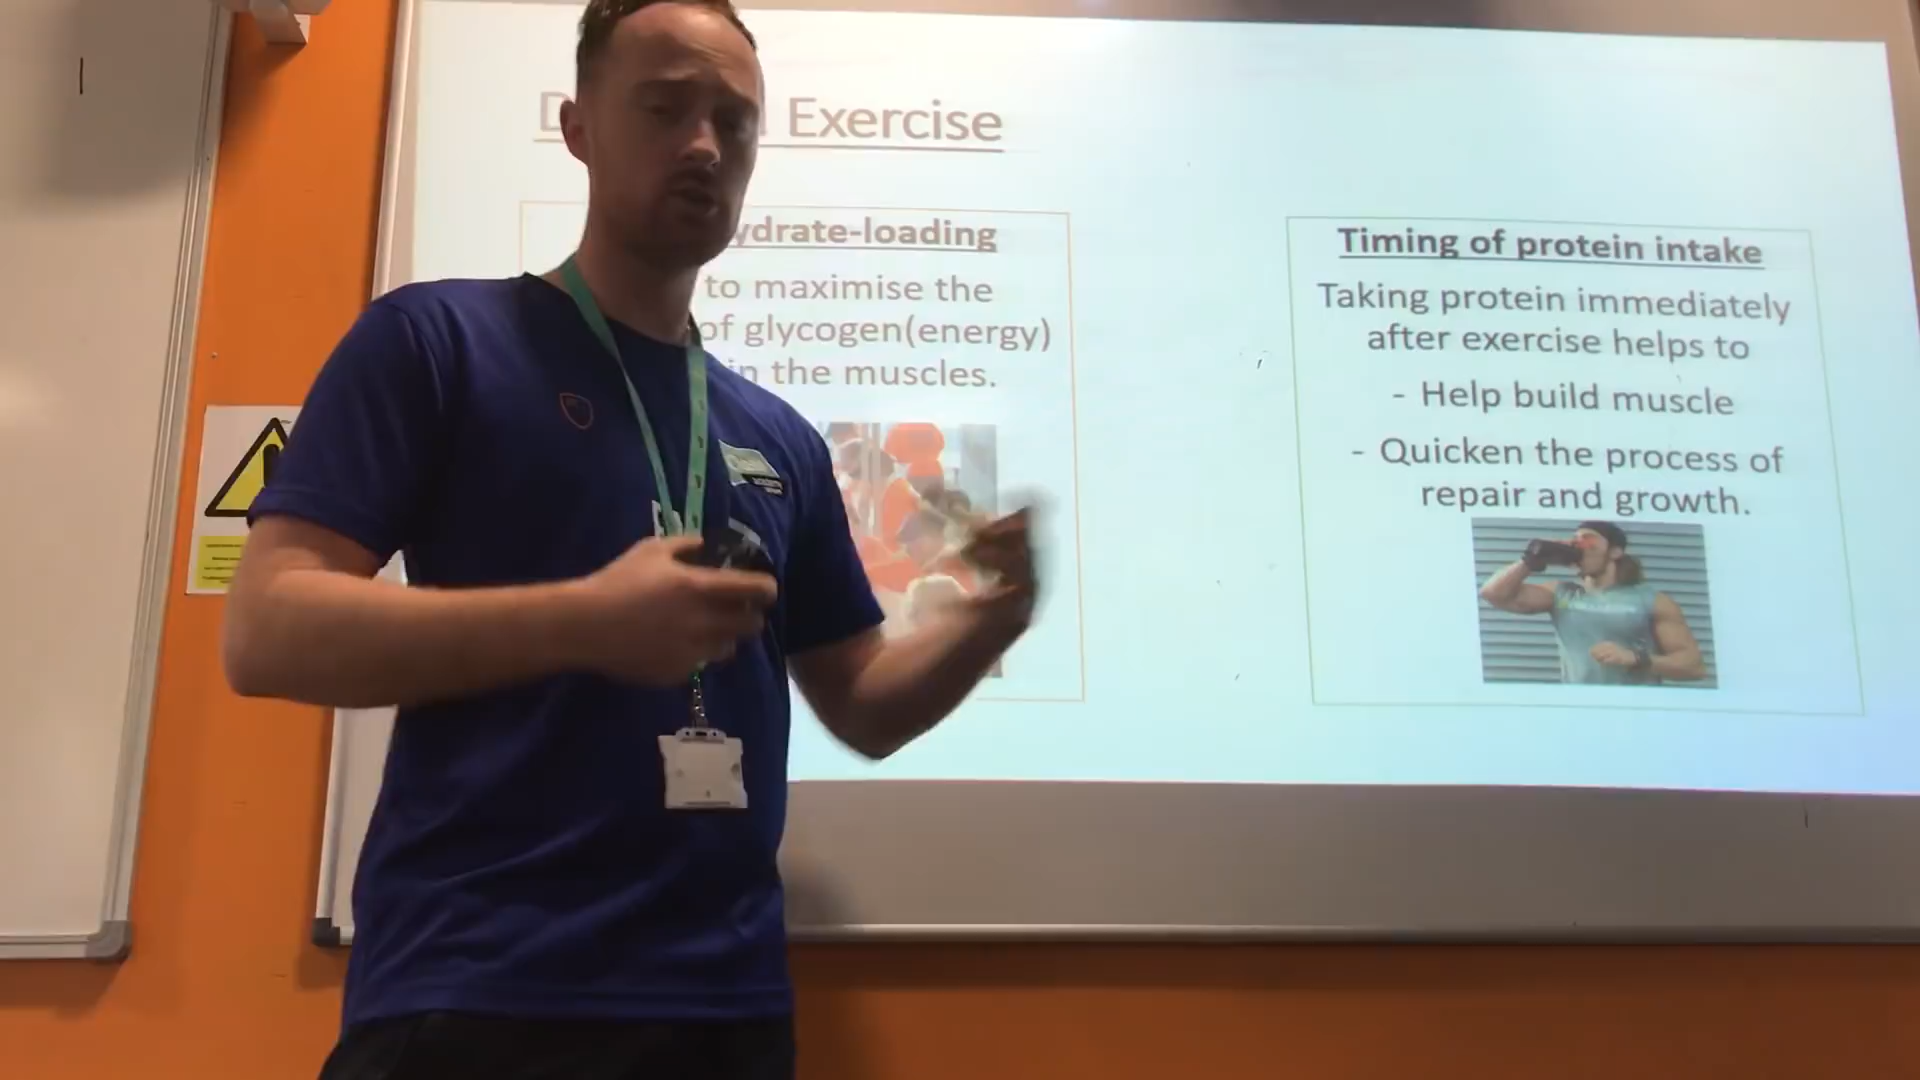 Exercise
ydrate-loading
to maximise the
of glycogen(energy)
in the muscles.
Timing of protein intake
Taking protein immediately
after exercise helps to
- Help build muscle
- Quicken the process of
repair and growth.